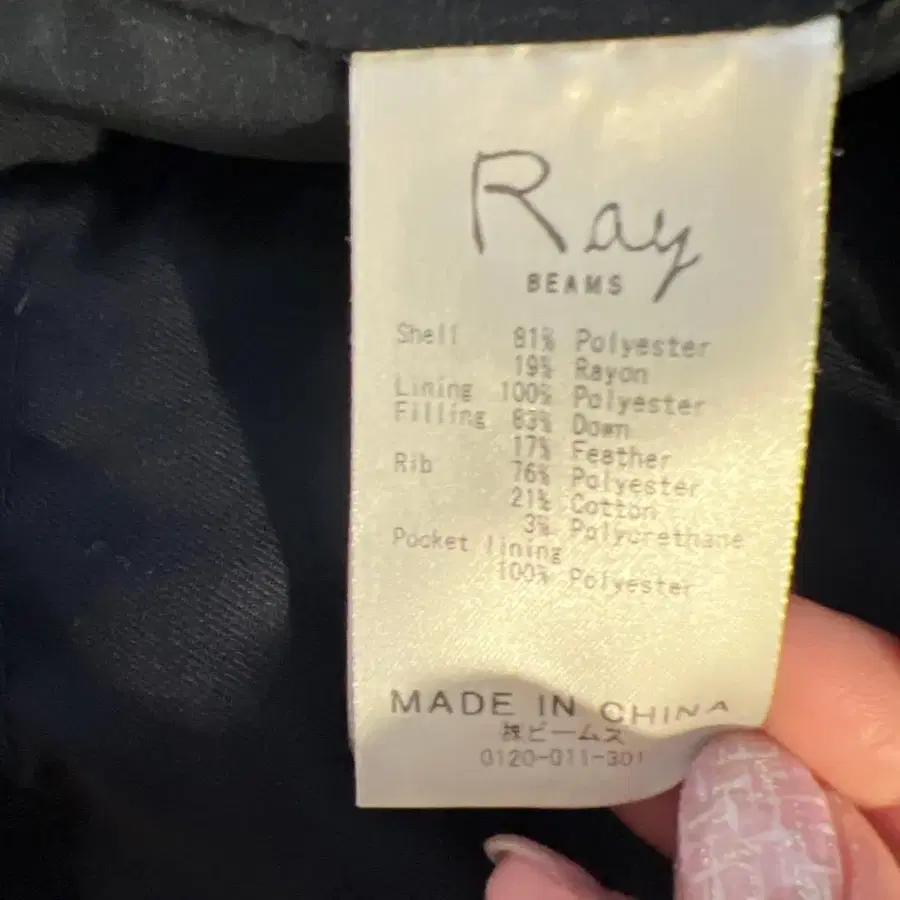 Ray
BEAMS
Shell 81% Polyester
19% Rayon
Lining 100% Polyester
Filling 83% Down
17% Feather
Rib 76% Polyester
21% Cotton
3% Polyurethane
Pocket lining
100% Polyester
MADE IN CHINA
㈱ビームス
0120-011-301